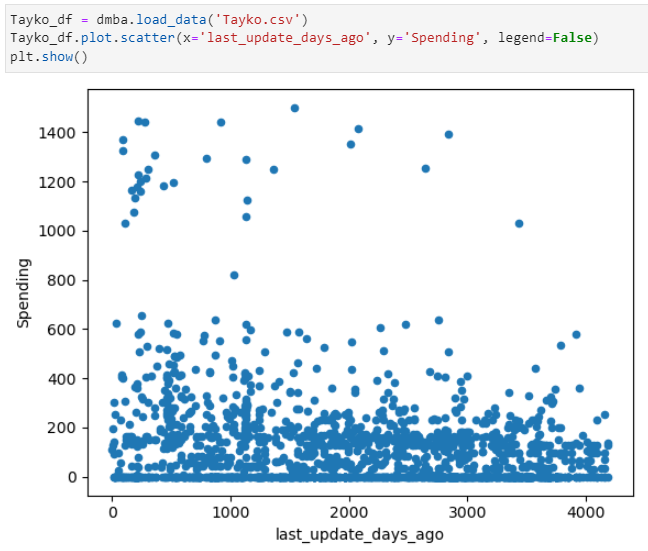 Tayko_df = dmba.load_data('Tayko.csv')
Tayko_df.plot.scatter(x='last_update_days_ago', y='Spending', legend=False)
plt.show()
1400
1200
1000
800
600
400
200
0
Spending
0 1000 2000 3000 4000
last_update_days_ago